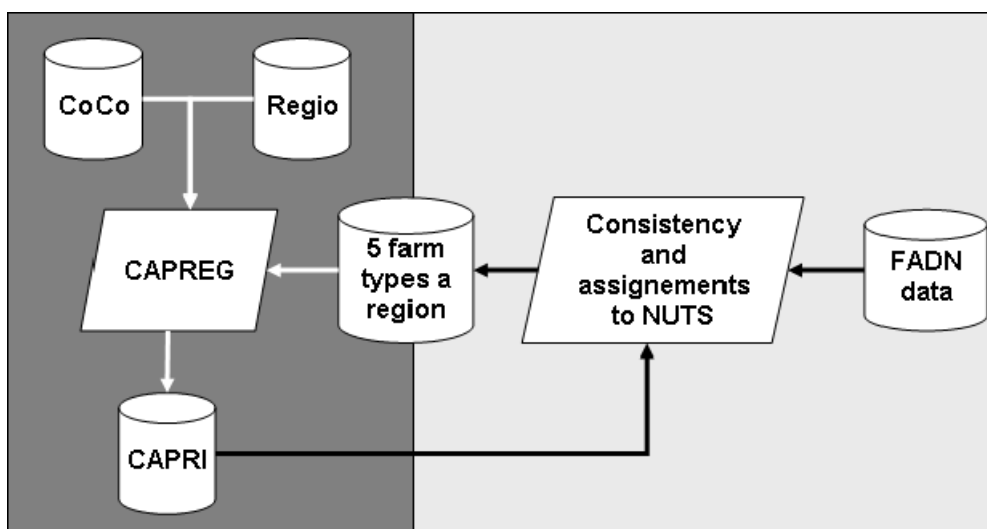 CoCo
Regio
CAPREG
5 farm
types a
region
Consistency
and
assignements
to NUTS
FADN
data
CAPRI